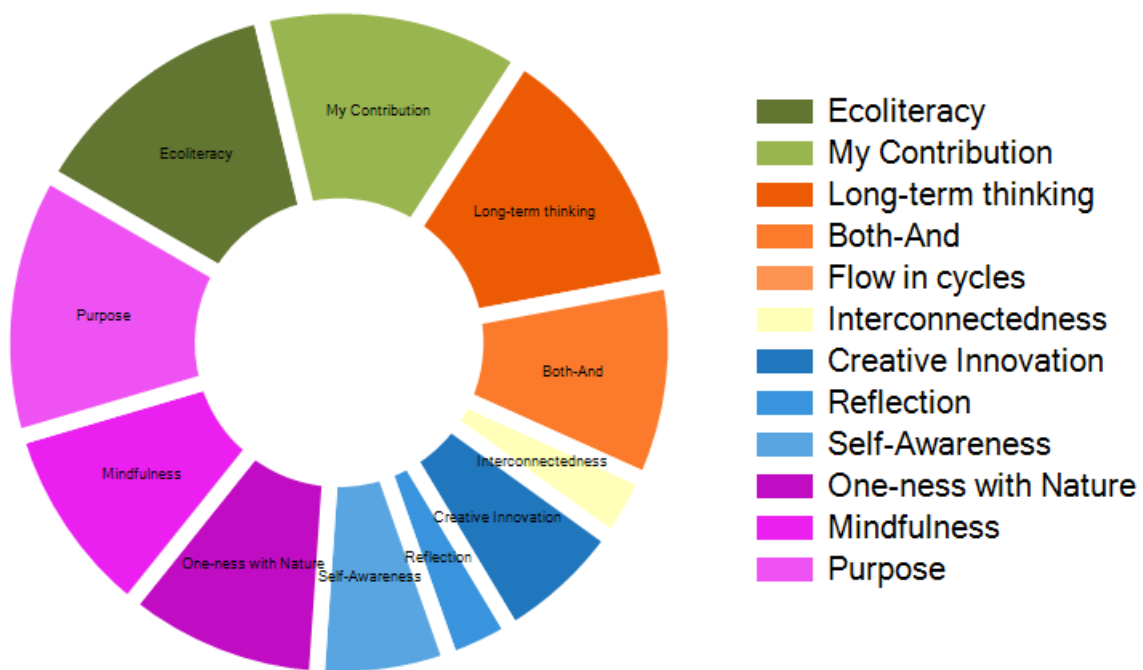 My Contribution
Ecoliteracy
Long-term thinking
Purpose
Both-And
Mindfulness
Interconnectedness
Creative Innovation
Reflection
One-ness with Nature
Self-Awareness
Ecoliteracy
My Contribution
Long-term thinking
Both-And
Flow in cycles
Interconnectedness
Creative Innovation
Reflection
Self-Awareness
One-ness with Nature
Mindfulness
Purpose